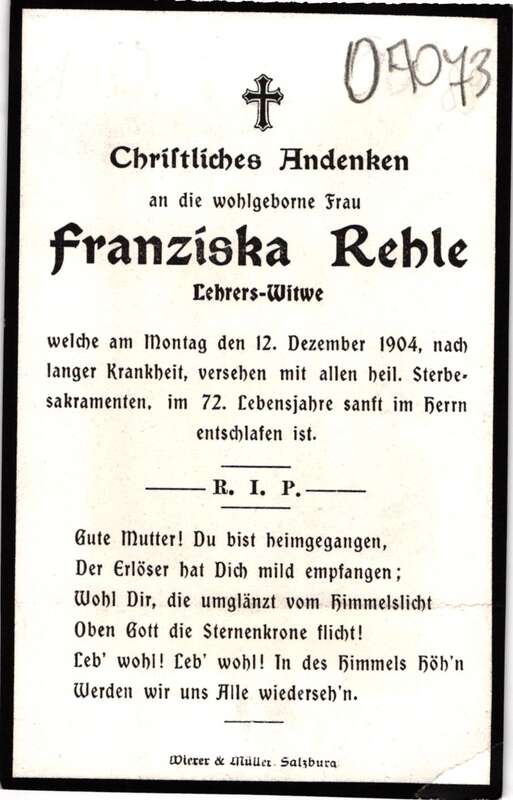 D7073
Christliches Andenken
an die wohlgeborne Frau
Franziska Rehle
Lehrers-Witwe
welche am Montag den 12. Dezember 1904, nach
langer Krankheit, versehen mit allen heil. Sterbe-
sakramenten, im 72. Lebensjahre sanft im Herrn
entschlafen ist.
R. I. P.
Gute Mutter! Du bist heimgegangen,
Der Erlöser hat Dich mild empfangen;
Wohl Dir, die umglänzt vom Himmelslicht
Oben Gott die Sternenkrone flicht!
Leb' wohl! Leb' wohl! In des Himmels Höh'n
Werden wir uns Alle wiederseh'n.
Wierer & Müller Salzburg